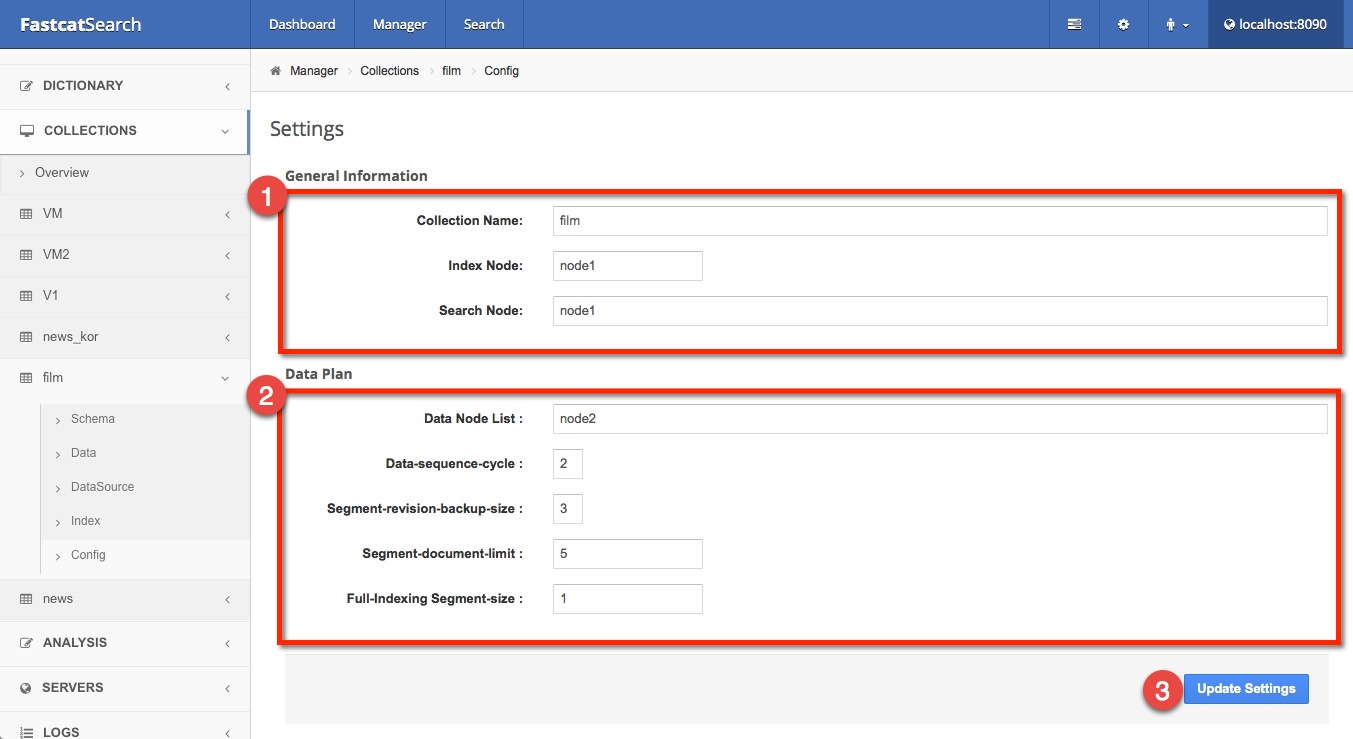 FastcatSearch
Dashboard
Manager
Search
localhost:8090
DICTIONARY
COLLECTIONS
Overview
VM
VM2
V1
news_kor
film
Schema
Data
DataSource
Index
Config
news
ANALYSIS
SERVERS
LOGS
Manager > Collections > film > Config
Settings
General Information
1
Collection Name: film
Index Node: node1
Search Node: node1
Data Plan
2
Data Node List : node2
Data-sequence-cycle : 2
Segment-revision-backup-size : 3
Segment-document-limit : 5
Full-Indexing Segment-size : 1
3
Update Settings